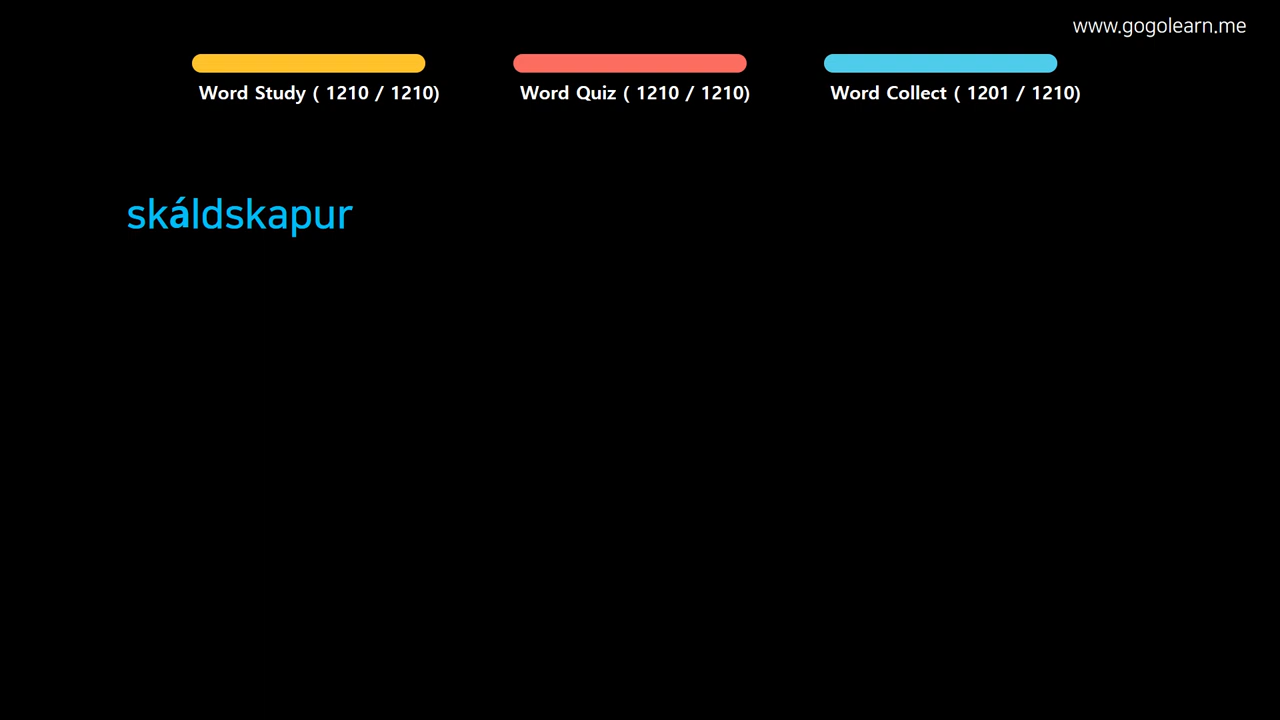 www.gogolearn.me
Word Study ( 1210 / 1210)
Word Quiz ( 1210 / 1210)
Word Collect ( 1201 / 1210)
skáldskapur